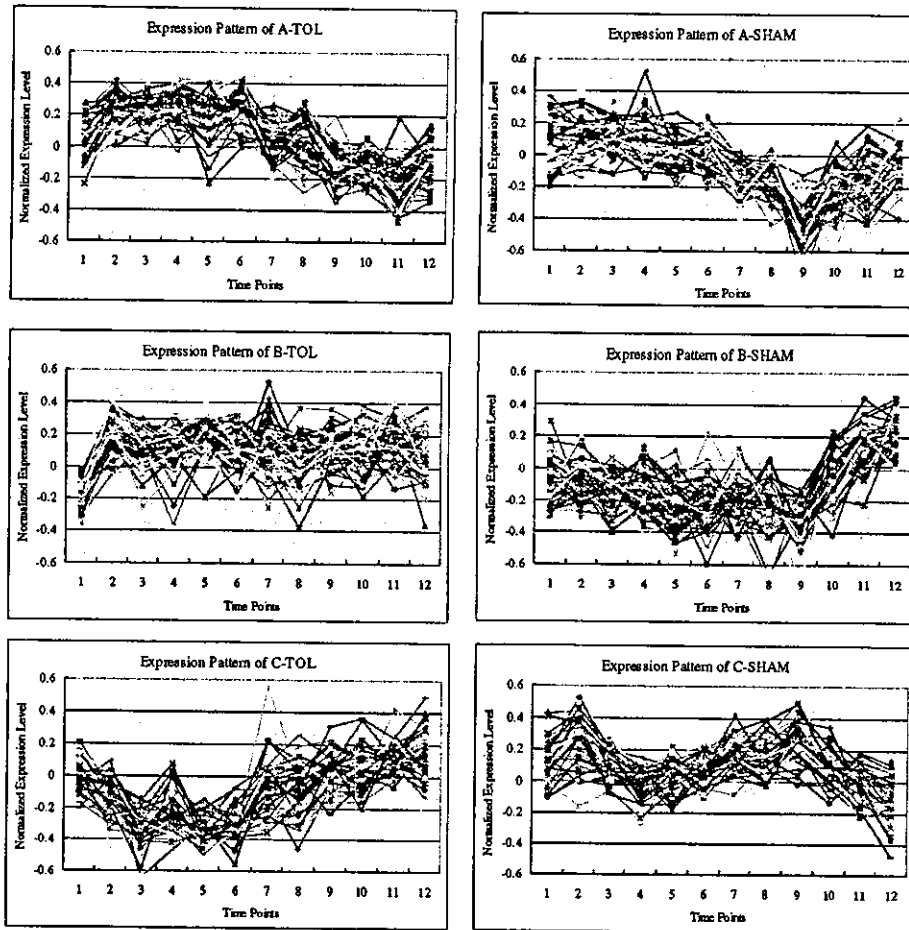 Expression Pattern of A-TOL
Normalized Expression Level
0.6
0.4
0.2
0
-0.2
-0.4
-0.6
1 2 3 4 5 6 7 8 9 10 11 12
Time Points
Expression Pattern of A-SHAM
Normalized Expression Level
0.6
0.4
0.2
0
-0.2
-0.4
-0.6
1 2 3 4 5 6 7 8 9 10 11 12
Time Points
Expression Pattern of B-TOL
Normalized Expression Level
0.6
0.4
0.2
0
-0.2
-0.4
-0.6
1 2 3 4 5 6 7 8 9 10 11 12
Time Points
Expression Pattern of B-SHAM
Normalized Expression Level
0.6
0.4
0.2
0
-0.2
-0.4
-0.6
1 2 3 4 5 6 7 8 9 10 11 12
Time Points
Expression Pattern of C-TOL
Normalized Expression Level
0.6
0.4
0.2
0
-0.2
-0.4
-0.6
1 2 3 4 5 6 7 8 9 10 11 12
Time Points
Expression Pattern of C-SHAM
Normalized Expression Level
0.6
0.4
0.2
0
-0.2
-0.4
-0.6
1 2 3 4 5 6 7 8 9 10 11 12
Time Points